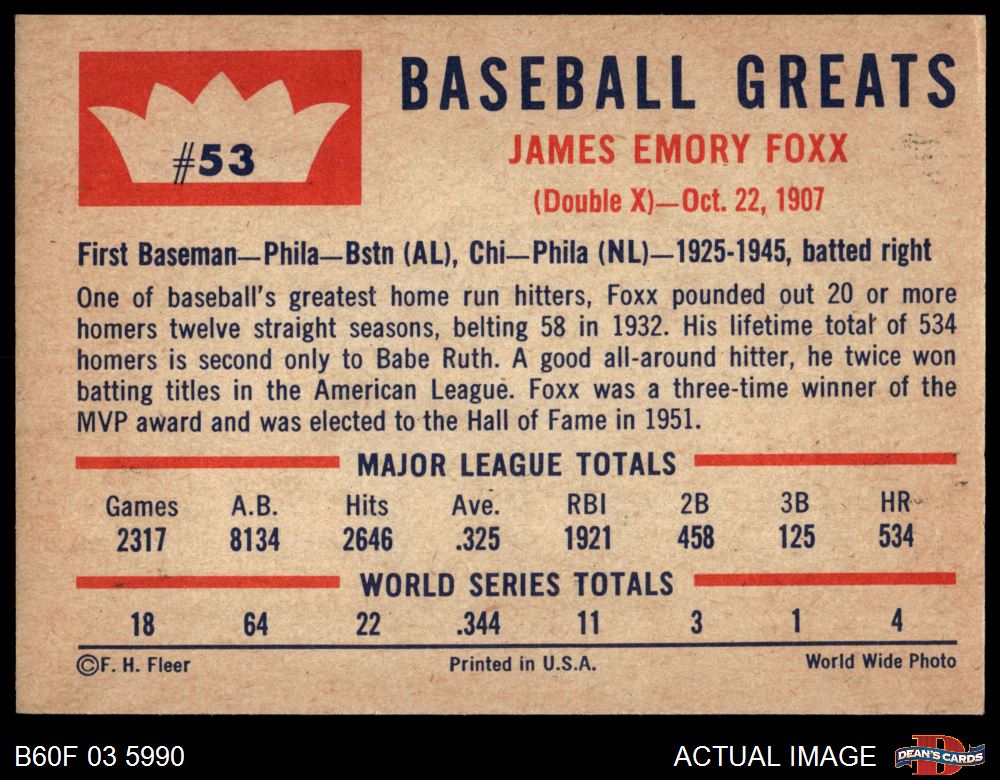 #53
BASEBALL GREATS
JAMES EMORY FOXX
(Double X)—Oct. 22, 1907
First Baseman—Phila—Bstn (AL), Chi—Phila (NL)—1925-1945, batted right
One of baseball's greatest home run hitters, Foxx pounded out 20 or more
homers twelve straight seasons, belting 58 in 1932. His lifetime total of 534
homers is second only to Babe Ruth. A good all-around hitter, he twice won
batting titles in the American League. Foxx was a three-time winner of the
MVP award and was elected to the Hall of Fame in 1951.
MAJOR LEAGUE TOTALS
Games A.B. Hits Ave. RBI 2B 3B HR
2317 8134 2646 .325 1921 458 125 534
WORLD SERIES TOTALS
18 64 22 .344 11 3 1 4
©F. H. Fleer Printed in U.S.A. World Wide Photo
B60F 03 5990 ACTUAL IMAGE DEAN'S CARDS